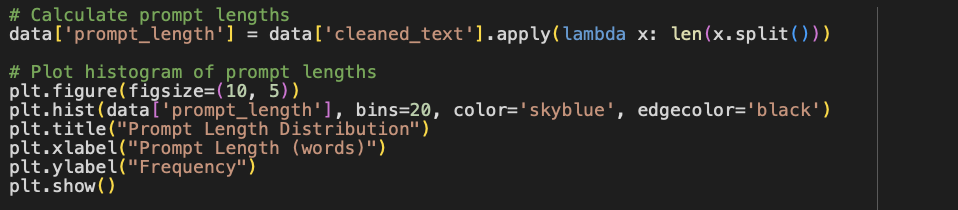 # Calculate prompt lengths
data['prompt_length'] = data['cleaned_text'].apply(lambda x: len(x.split()))
# Plot histogram of prompt lengths
plt.figure(figsize=(10, 5))
plt.hist(data['prompt_length'], bins=20, color='skyblue', edgecolor='black')
plt.title("Prompt Length Distribution")
plt.xlabel("Prompt Length (words)")
plt.ylabel("Frequency")
plt.show()